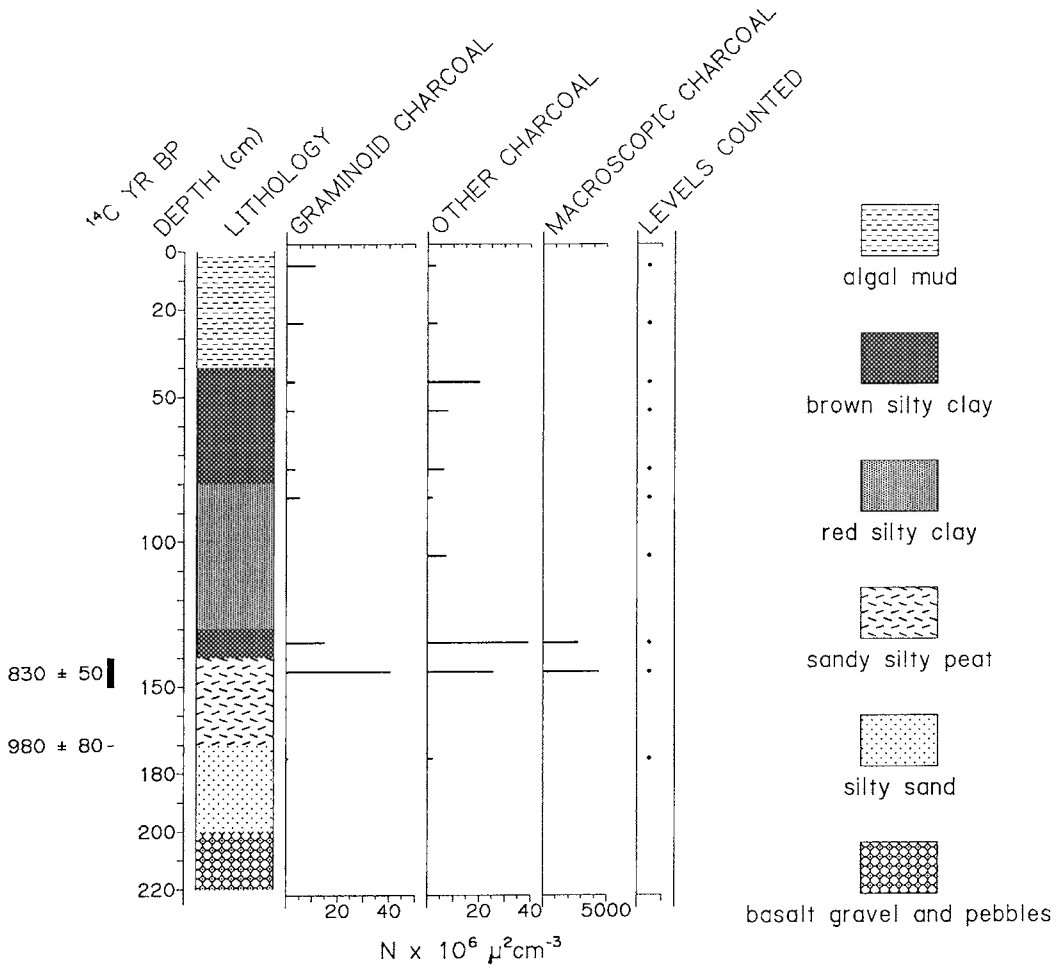 ¹⁴C YR BP
DEPTH (cm)
LITHOLOGY
GRAMINOID CHARCOAL
OTHER CHARCOAL
MACROSCOPIC CHARCOAL
LEVELS COUNTED
0
20
50
100
830 ± 50
150
980 ± 80
180
200
220
20 40
20 40
5000
N x 10⁶ µ²cm⁻³
algal mud
brown silty clay
red silty clay
sandy silty peat
silty sand
basalt gravel and pebbles